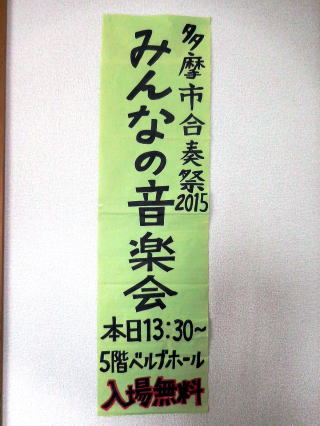 多摩市合奏祭2015
みんなの音楽会
本日13:30〜
5階ベルブホール
入場無料